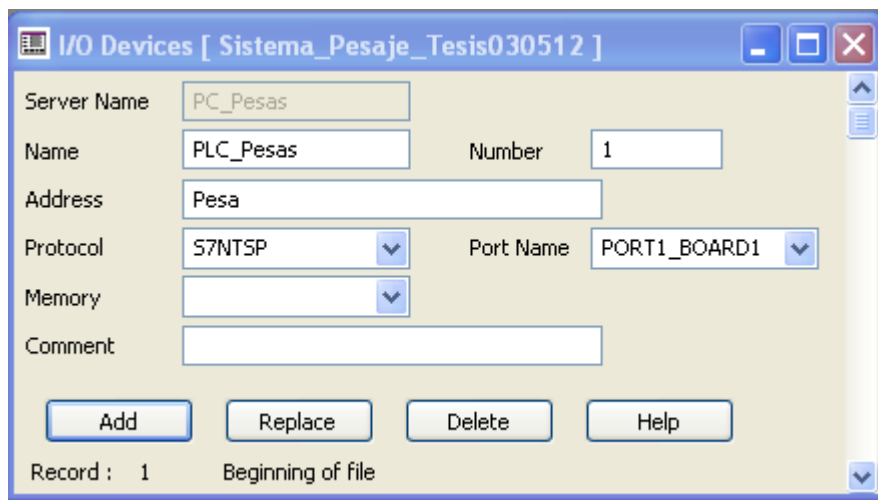 I/O Devices [ Sistema_Pesaje_Tesis030512 ]
Server Name PC_Pesas
Name PLC_Pesas Number 1
Address Pesa
Protocol S7NTSP Port Name PORT1_BOARD1
Memory
Comment
Add Replace Delete Help
Record : 1 Beginning of file